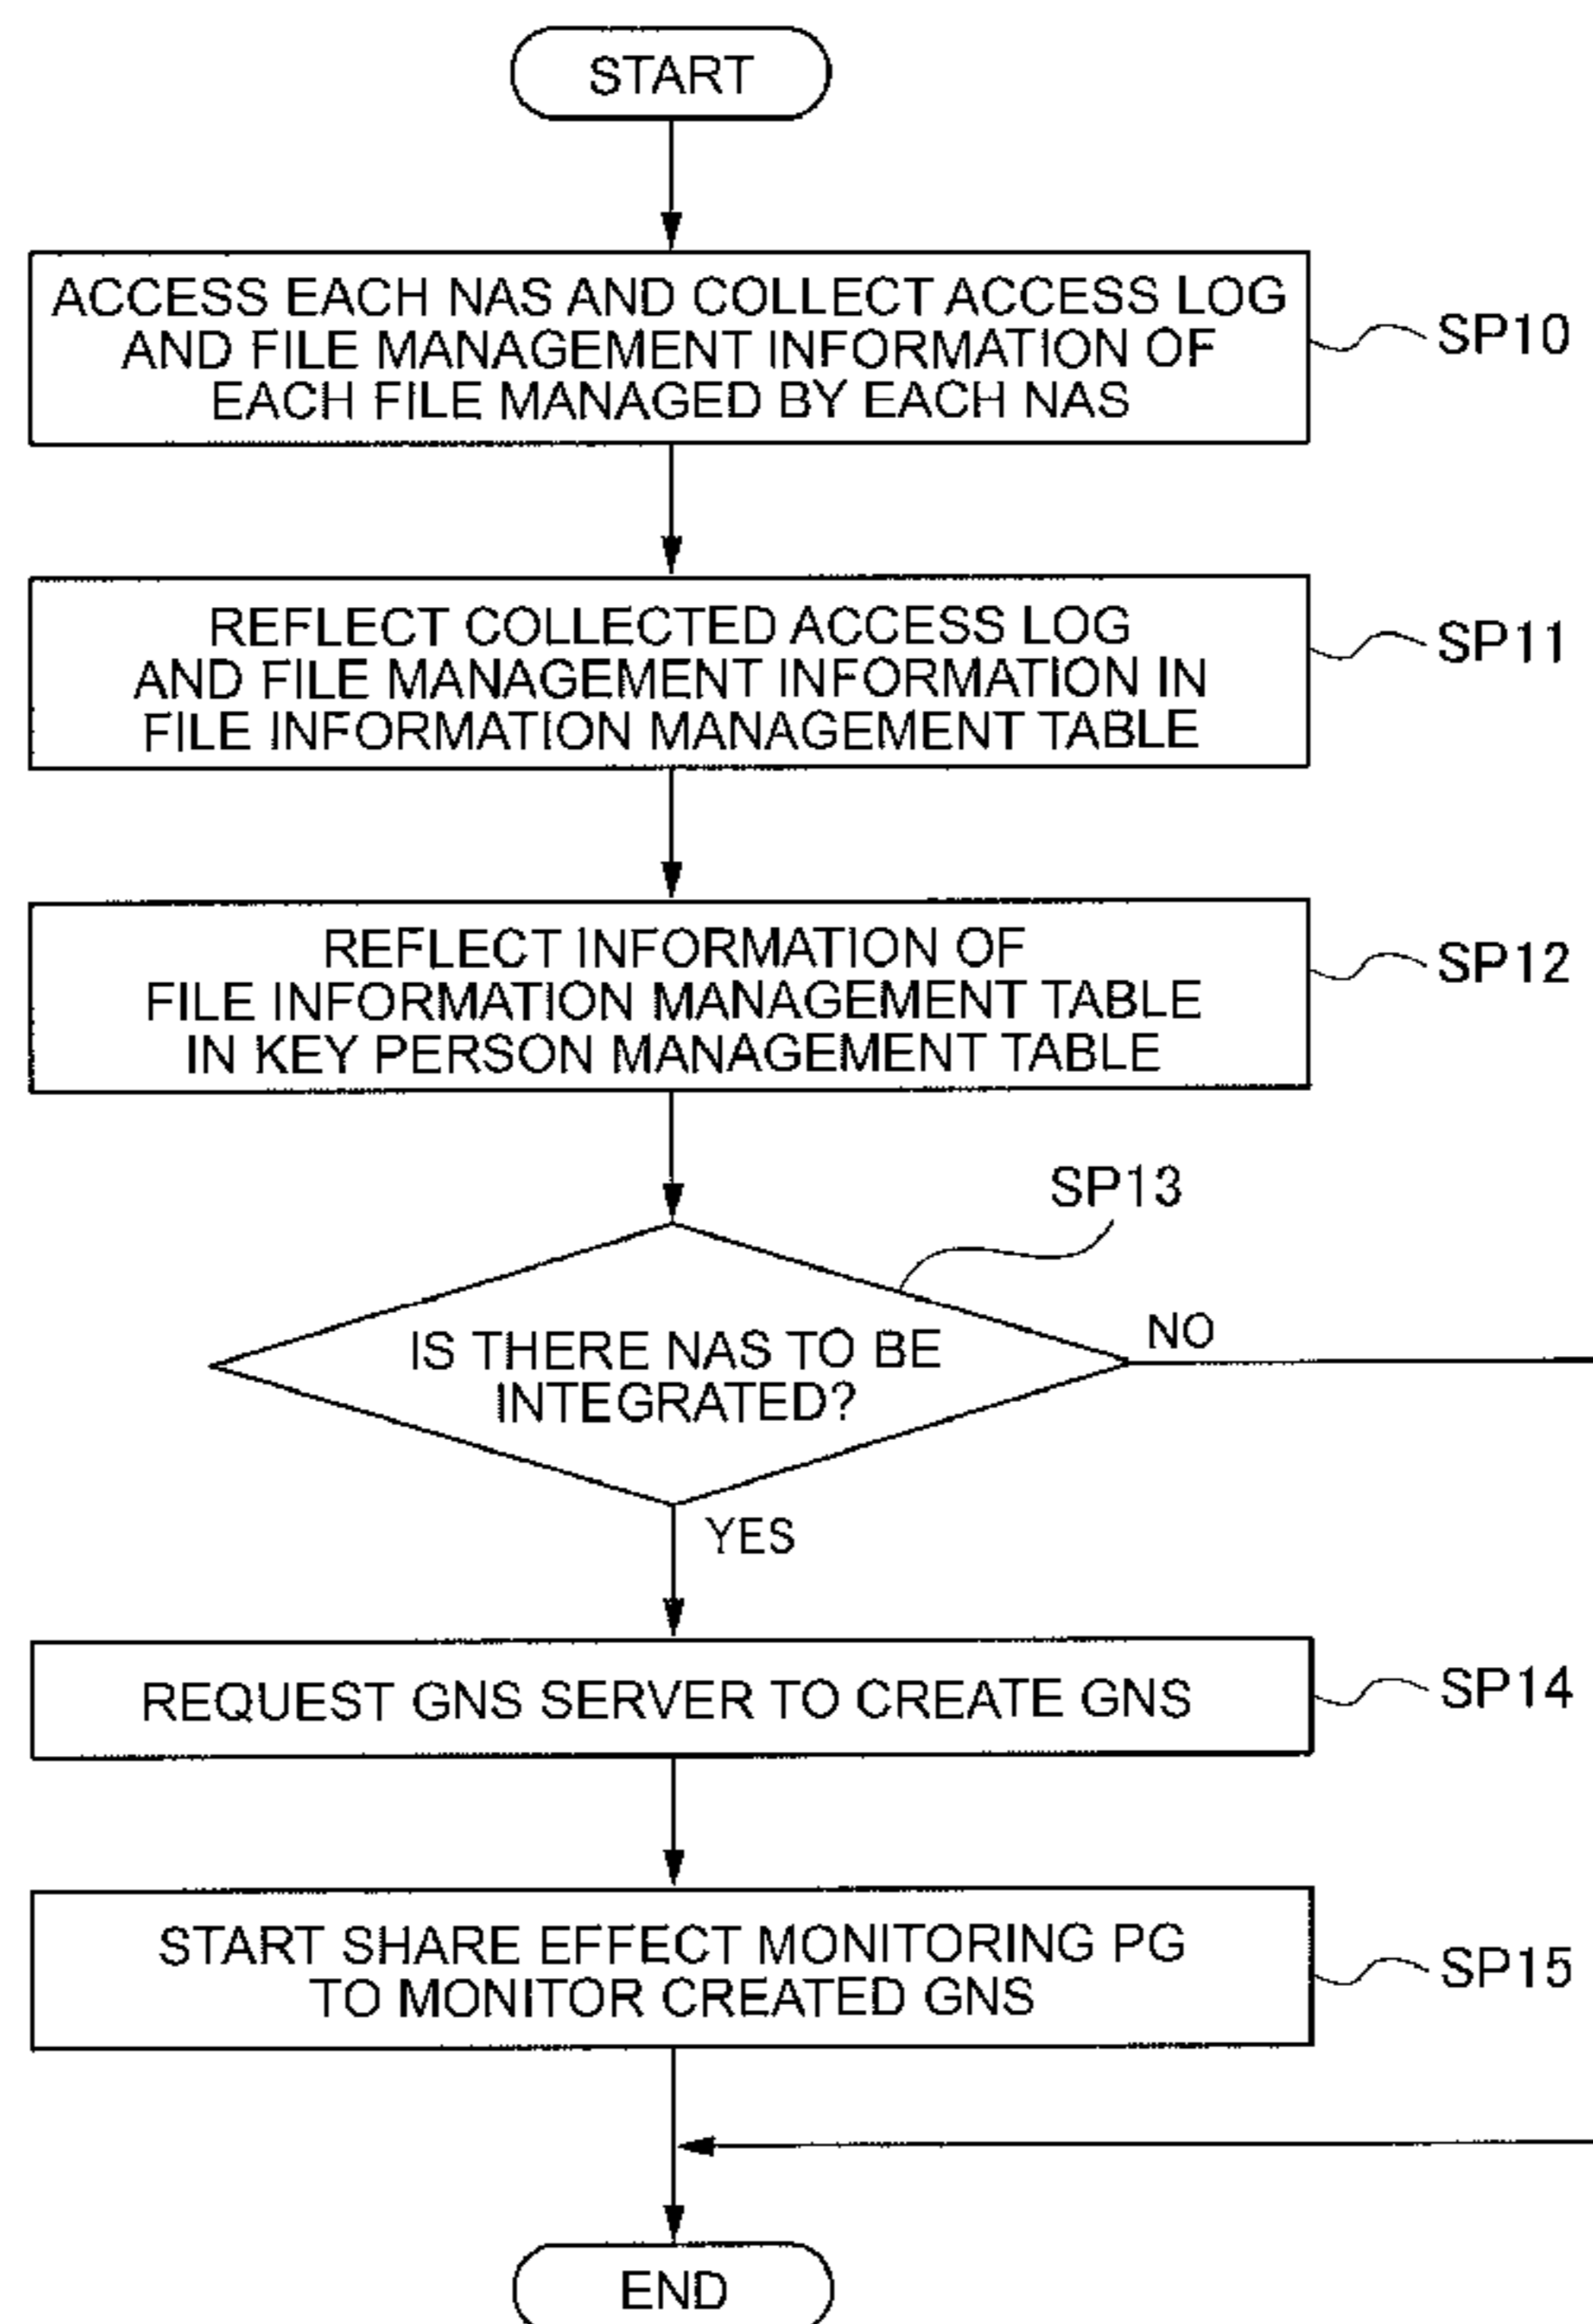 START
ACCESS EACH NAS AND COLLECT ACCESS LOG
AND FILE MANAGEMENT INFORMATION OF
EACH FILE MANAGED BY EACH NAS
SP10
REFLECT COLLECTED ACCESS LOG
AND FILE MANAGEMENT INFORMATION IN
FILE INFORMATION MANAGEMENT TABLE
SP11
REFLECT INFORMATION OF
FILE INFORMATION MANAGEMENT TABLE
IN KEY PERSON MANAGEMENT TABLE
SP12
SP13
IS THERE NAS TO BE
INTEGRATED?
NO
YES
REQUEST GNS SERVER TO CREATE GNS
SP14
START SHARE EFFECT MONITORING PG
TO MONITOR CREATED GNS
SP15
END